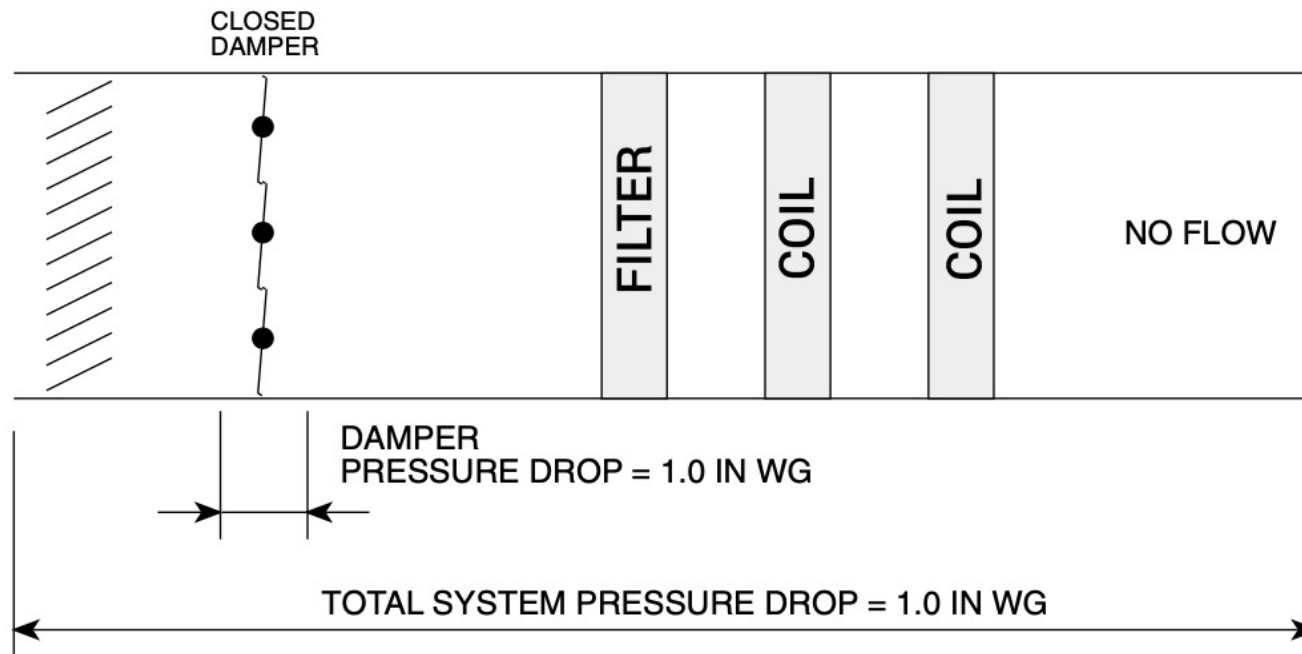 CLOSED
DAMPER
FILTER
COIL
COIL
NO FLOW
DAMPER
PRESSURE DROP = 1.0 IN WG
TOTAL SYSTEM PRESSURE DROP = 1.0 IN WG